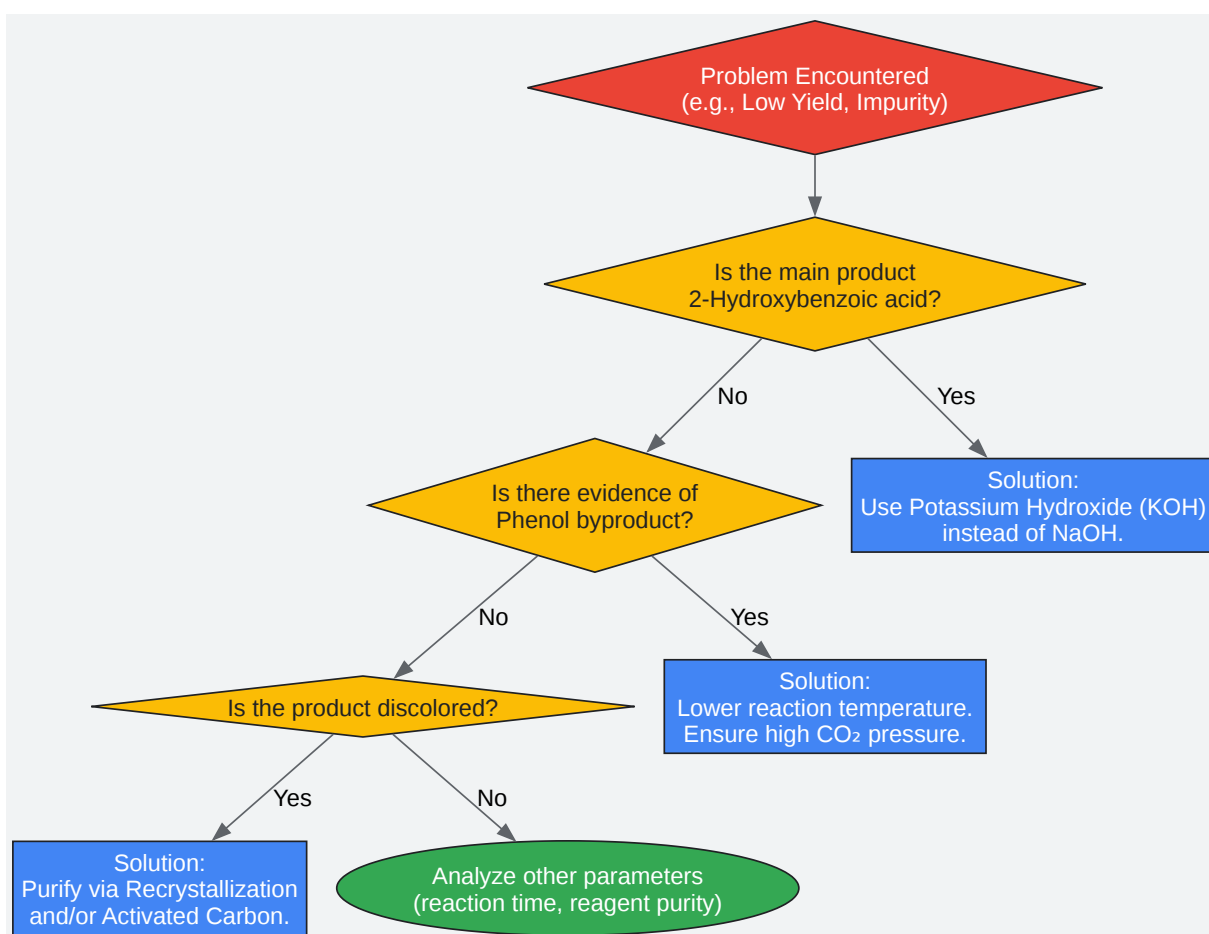 Problem Encountered
(e.g., Low Yield, Impurity)
Is the main product
2-Hydroxybenzoic acid?
No
Yes
Is there evidence of
Phenol byproduct?
Solution:
Use Potassium Hydroxide (KOH)
instead of NaOH.
No
Yes
Is the product discolored?
Solution:
Lower reaction temperature.
Ensure high CO₂ pressure.
Yes
No
Solution:
Purify via Recrystallization
and/or Activated Carbon.
Analyze other parameters
(reaction time, reagent purity)